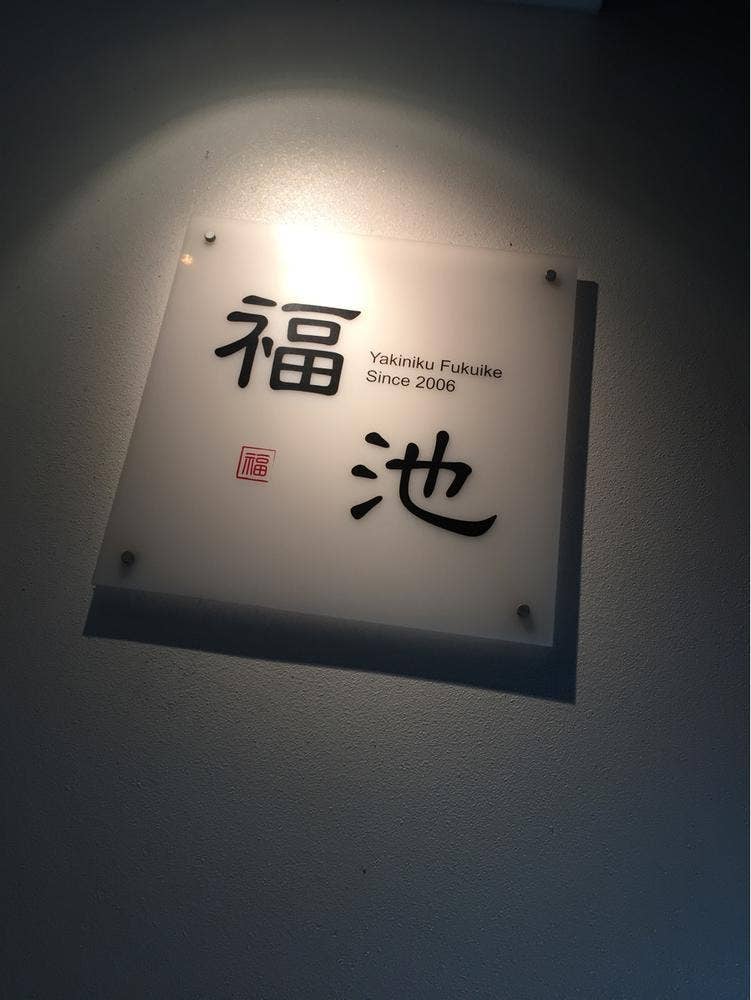 福
Yakiniku Fukuike
Since 2006
池
福